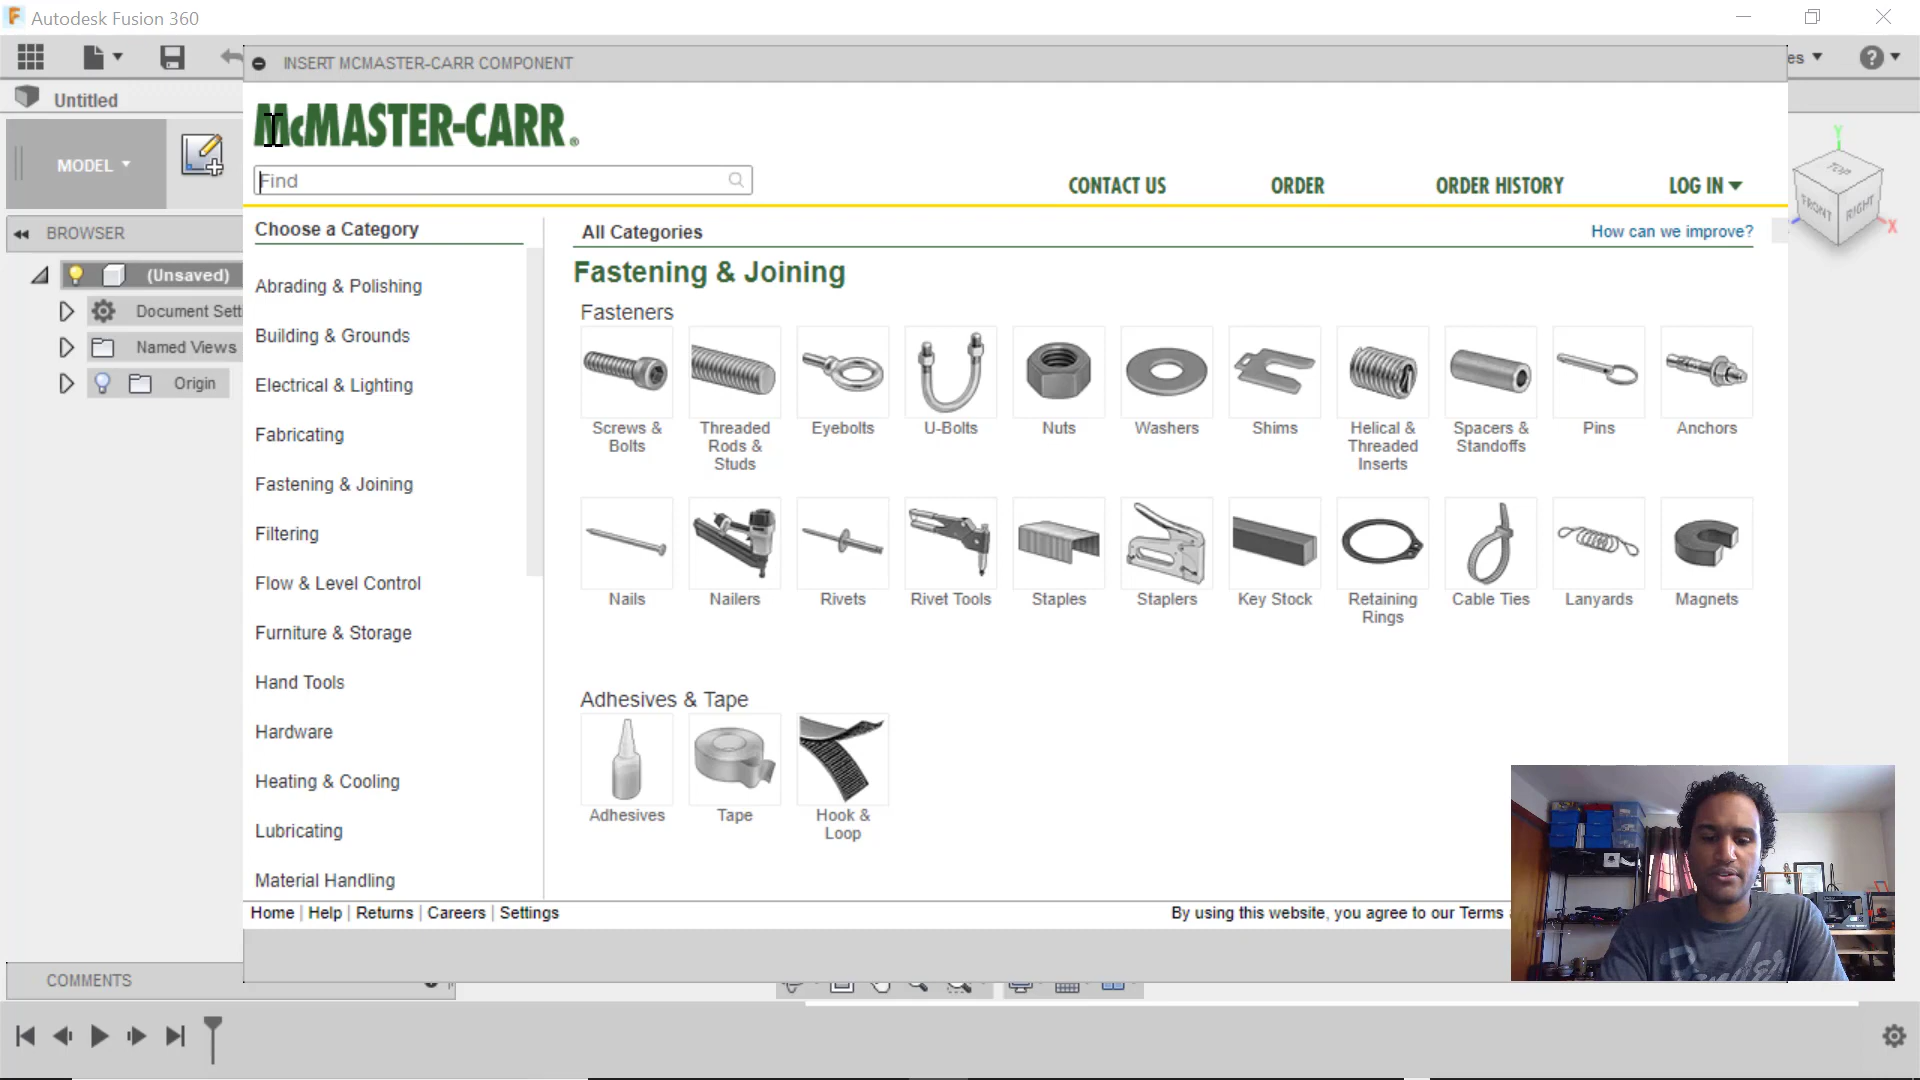 Autodesk Fusion 360
INSERT MCMASTER-CARR COMPONENT
es
?
Untitled
McMASTER-CARR®
MODEL
Find
CONTACT US
ORDER
ORDER HISTORY
LOG IN
TOP
FRONT
RIGHT
Y
X
BROWSER
(Unsaved)
Document Sett
Named Views
Origin
Choose a Category
Abrading & Polishing
Building & Grounds
Electrical & Lighting
Fabricating
Fastening & Joining
Filtering
Flow & Level Control
Furniture & Storage
Hand Tools
Hardware
Heating & Cooling
Lubricating
Material Handling
All Categories
How can we improve?
Fastening & Joining
Fasteners
Screws &
Bolts
Threaded
Rods &
Studs
Eyebolts
U-Bolts
Nuts
Washers
Shims
Helical &
Threaded
Inserts
Spacers &
Standoffs
Pins
Anchors
Nails
Nailers
Rivets
Rivet Tools
Staples
Staplers
Key Stock
Retaining
Rings
Cable Ties
Lanyards
Magnets
Adhesives & Tape
Adhesives
Tape
Hook &
Loop
Home | Help | Returns | Careers | Settings
By using this website, you agree to our Terms
COMMENTS